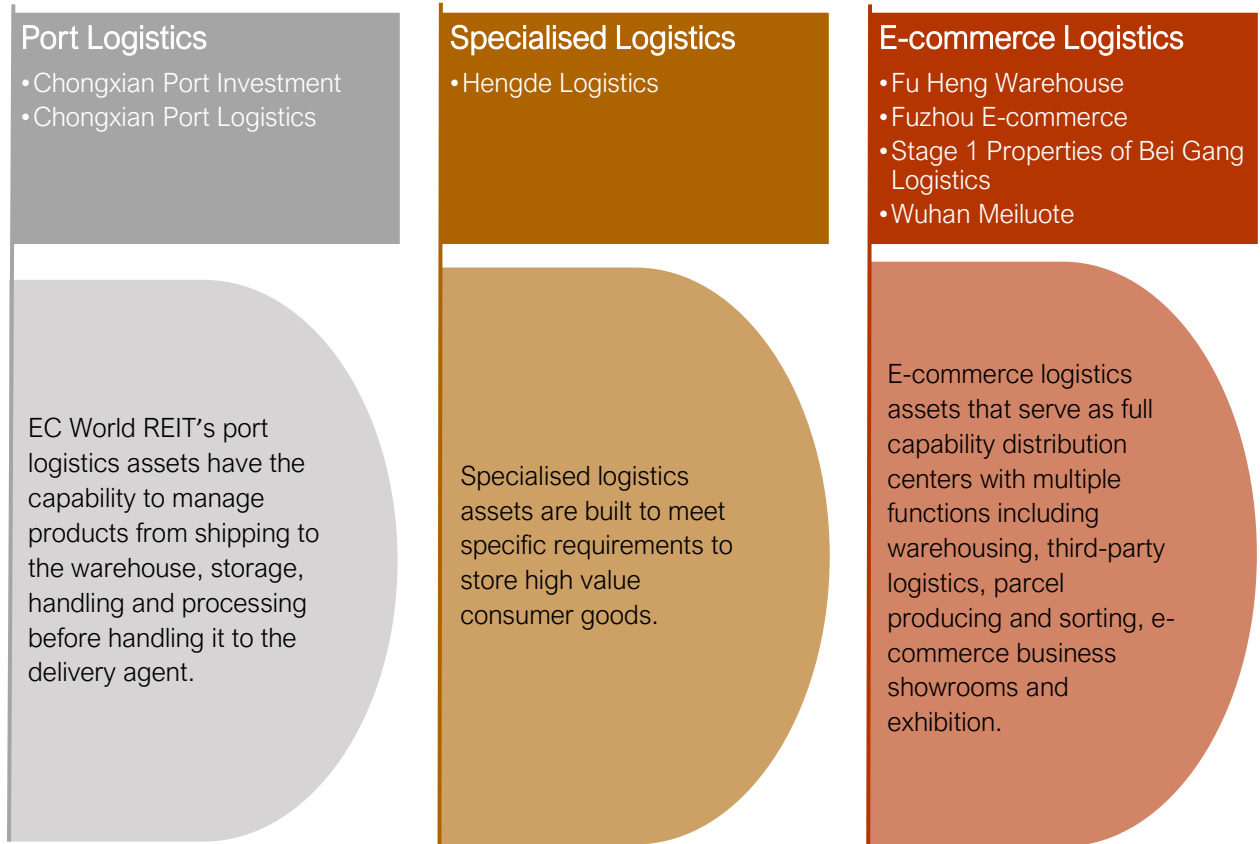 Port Logistics
•Chongxian Port Investment
•Chongxian Port Logistics
EC World REIT's port
logistics assets have the
capability to manage
products from shipping to
the warehouse, storage,
handling and processing
before handling it to the
delivery agent.
Specialised Logistics
•Hengde Logistics
Specialised logistics
assets are built to meet
specific requirements to
store high value
consumer goods.
E-commerce Logistics
•Fu Heng Warehouse
•Fuzhou E-commerce
•Stage 1 Properties of Bei Gang
Logistics
•Wuhan Meiluote
E-commerce logistics
assets that serve as full
capability distribution
centers with multiple
functions including
warehousing, third-party
logistics, parcel
producing and sorting, e-
commerce business
showrooms and
exhibition.